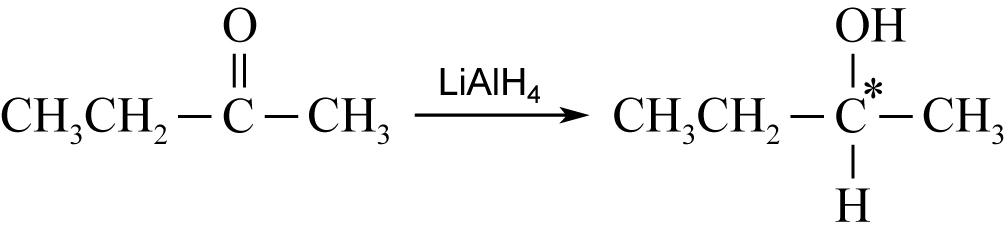 O OH
|| LiAlH₄ |
CH₃CH₂—C—CH₃ CH₃CH₂—C*—CH₃
|
H